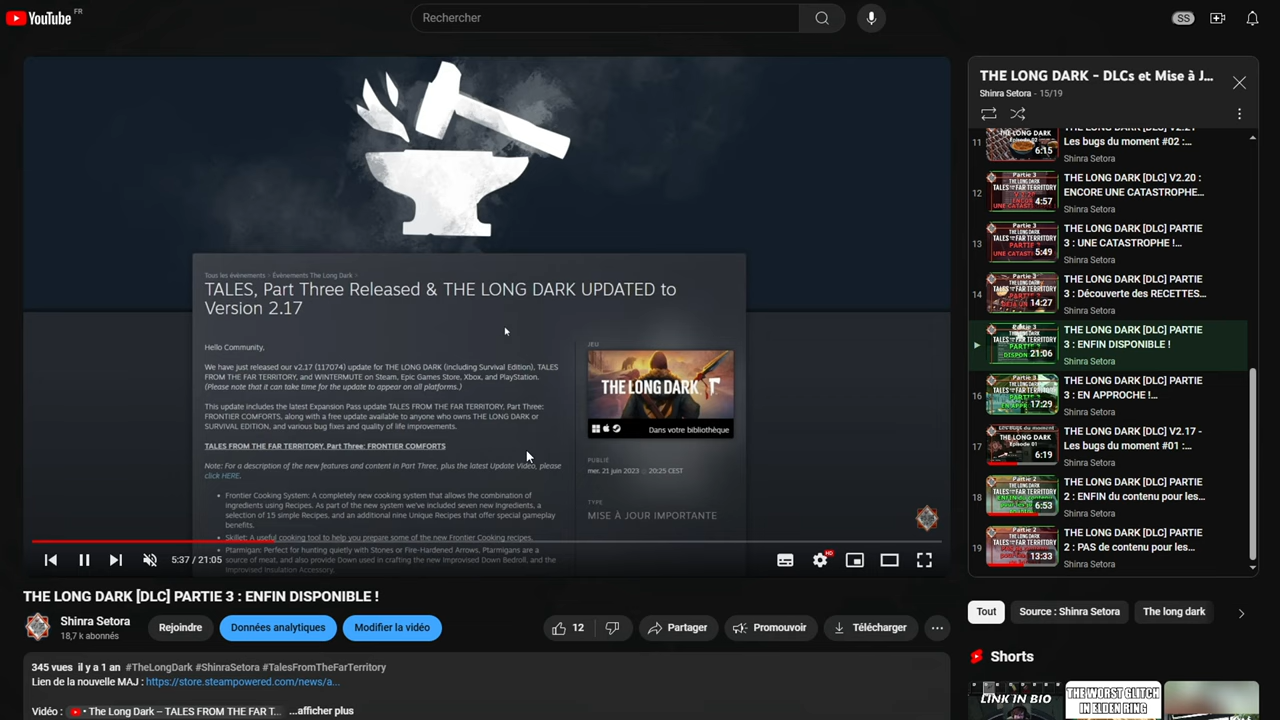 YouTube FR
Rechercher
SS
Tous les évènements > Évènements The Long Dark >
TALES, Part Three Released & THE LONG DARK UPDATED to
Version 2.17
Hello Community,
We have just released our v2.17 (117074) update for THE LONG DARK (including Survival Edition), TALES
FROM THE FAR TERRITORY, and WINTERMUTE on Steam, Epic Games Store, Xbox, and PlayStation.
(Please note that it can take time for the update to appear on all platforms.)
This update includes the latest Expansion Pass update TALES FROM THE FAR TERRITORY, Part Three:
FRONTIER COMFORTS, along with a free update available to anyone who owns THE LONG DARK or
SURVIVAL EDITION, and various bug fixes and quality of life improvements.
TALES FROM THE FAR TERRITORY, Part Three: FRONTIER COMFORTS
Note: For a description of the new features and content in Part Three, plus the latest Update Video, please
click HERE.
• Frontier Cooking System: A completely new cooking system that allows the combination of
ingredients using Recipes. As part of the new system we've included seven new Ingredients, a
selection of 15 simple Recipes, and an additional nine Unique Recipes that offer special gameplay
benefits.
• Skillet: A useful cooking tool to help you prepare some of the new Frontier Cooking recipes.
• Ptarmigan: Perfect for hunting quietly with Stones or Fire-Hardened Arrows, Ptarmigans are a
source of meat, and also provide Down used in crafting the new Improved Down Bedroll, and the
Improved Insulation Accessory.
JEU
THE LONG DARK
Dans votre bibliothèque
PUBLIÉ
mer. 21 juin 2023 @ 20:25 CEST
TYPE
MISE À JOUR IMPORTANTE
5:37 / 21:05
HD
THE LONG DARK [DLC] PARTIE 3 : ENFIN DISPONIBLE !
Shinra Setora
18,7 k abonnés
Rejoindre
Données analytiques
Modifier la vidéo
12
Partager
Promouvoir
Télécharger
345 vues il y a 1 an #TheLongDark #ShinraSetora #TalesFromTheFarTerritory
Lien de la nouvelle MAJ : https://store.steampowered.com/news/a...
Vidéo : • The Long Dark – TALES FROM THE FAR T... ...afficher plus
THE LONG DARK - DLCs et Mise à J...
Shinra Setora - 15/19
11
6:15
THE LONG DARK [DLC] V2.21
Les bugs du moment #02 :...
Shinra Setora
12
4:57
THE LONG DARK [DLC] V2.20 :
ENCORE UNE CATASTROPHE...
Shinra Setora
13
5:49
THE LONG DARK [DLC] PARTIE
3 : UNE CATASTROPHE !...
Shinra Setora
14
14:27
THE LONG DARK [DLC] PARTIE
3 : Découverte des RECETTES...
Shinra Setora
21:06
THE LONG DARK [DLC] PARTIE
3 : ENFIN DISPONIBLE !
Shinra Setora
16
17:29
THE LONG DARK [DLC] PARTIE
3 : EN APPROCHE !...
Shinra Setora
17
6:19
THE LONG DARK [DLC] V2.17 -
Les bugs du moment #01 :...
Shinra Setora
18
6:53
THE LONG DARK [DLC] PARTIE
2 : ENFIN du contenu pour les...
Shinra Setora
19
13:33
THE LONG DARK [DLC] PARTIE
2 : PAS de contenu pour les...
Shinra Setora
Tout
Source : Shinra Setora
The long dark
Shorts
LINK IN BIO
THE WORST GLITCH
IN ELDEN RING